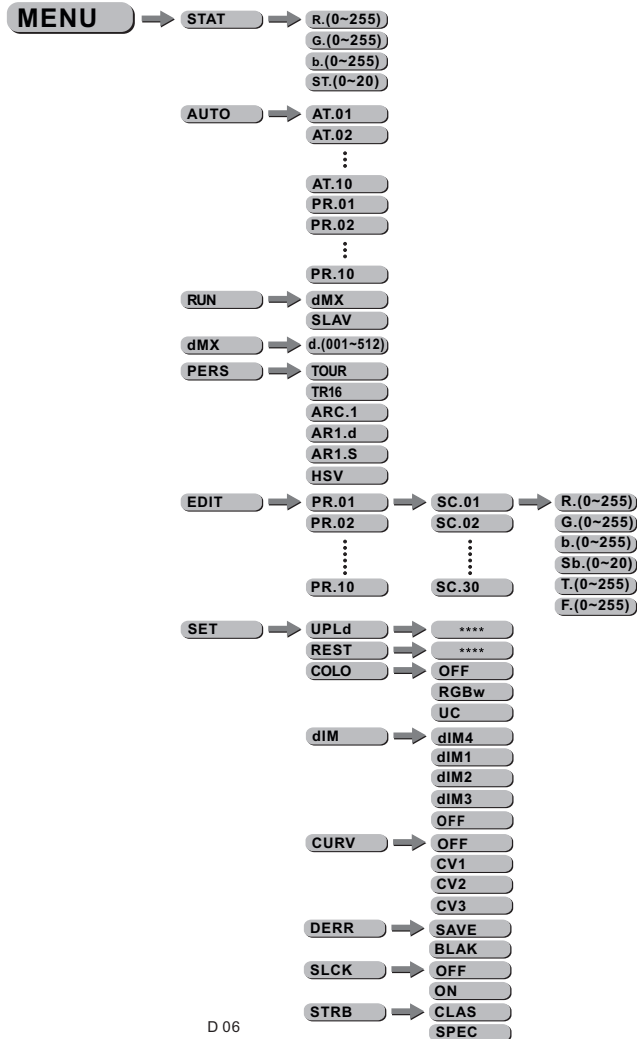 MENU STAT R.(0~255)
G.(0~255)
b.(0~255)
ST.(0~20)
AUTO AT.01
AT.02
AT.10
PR.01
PR.02
PR.10
RUN dMX
SLAV
dMX d.(001~512)
PERS TOUR
TR16
ARC.1
AR1.d
AR1.S
HSV
EDIT PR.01 SC.01 R.(0~255)
PR.02 SC.02 G.(0~255)
b.(0~255)
Sb.(0~20)
PR.10 SC.30 T.(0~255)
F.(0~255)
SET UPLd ****
REST ****
COLO OFF
RGBw
UC
dIM dIM4
dIM1
dIM2
dIM3
OFF
CURV OFF
CV1
CV2
CV3
DERR SAVE
BLAK
SLCK OFF
ON
STRB CLAS
D 06 SPEC